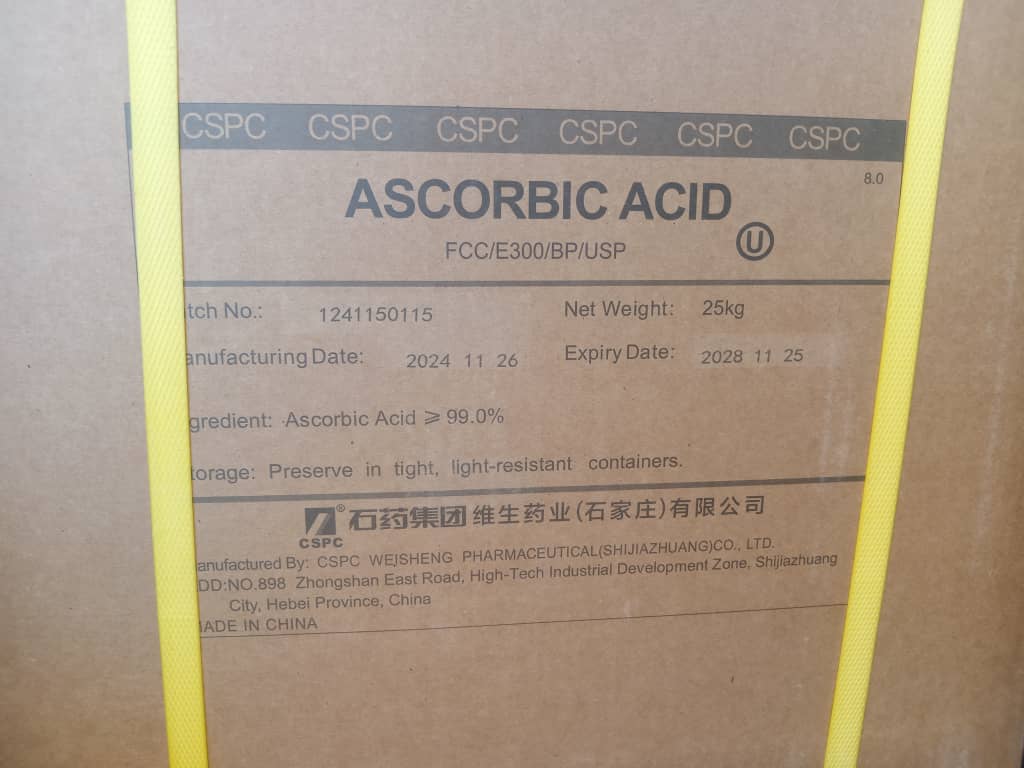 CSPC CSPC CSPC CSPC CSPC CSPC
8.0
ASCORBIC ACID
U
FCC/E300/BP/USP
tch No.: 1241150115 Net Weight: 25kg
anufacturing Date: 2024 11 26 Expiry Date: 2028 11 25
gredient: Ascorbic Acid ⩾ 99.0%
torage: Preserve in tight, light-resistant containers.
CSPC ® 石药集团 维生药业(石家庄)有限公司
anufactured By: CSPC WEISHENG PHARMACEUTICAL(SHIJIAZHUANG)CO., LTD.
DD:NO.898 Zhongshan East Road, High-Tech Industrial Development Zone, Shijiazhuang
City, Hebei Province, China
MADE IN CHINA